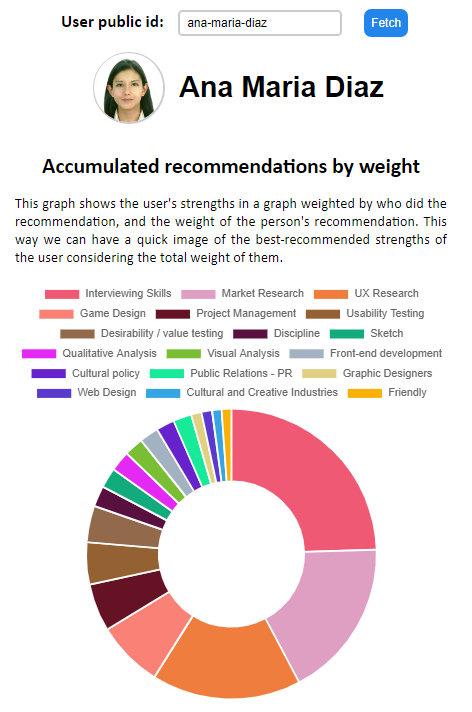 User public id: ana-maria-diaz Fetch
Ana Maria Diaz
Accumulated recommendations by weight
This graph shows the user's strengths in a graph weighted by who did the
recommendation, and the weight of the person's recommendation. This
way we can have a quick image of the best-recommended strengths of
the user considering the total weight of them.
Interviewing Skills Market Research UX Research
Game Design Project Management Usability Testing
Desirability / value testing Discipline Sketch
Qualitative Analysis Visual Analysis Front-end development
Cultural policy Public Relations - PR Graphic Designers
Web Design Cultural and Creative Industries Friendly